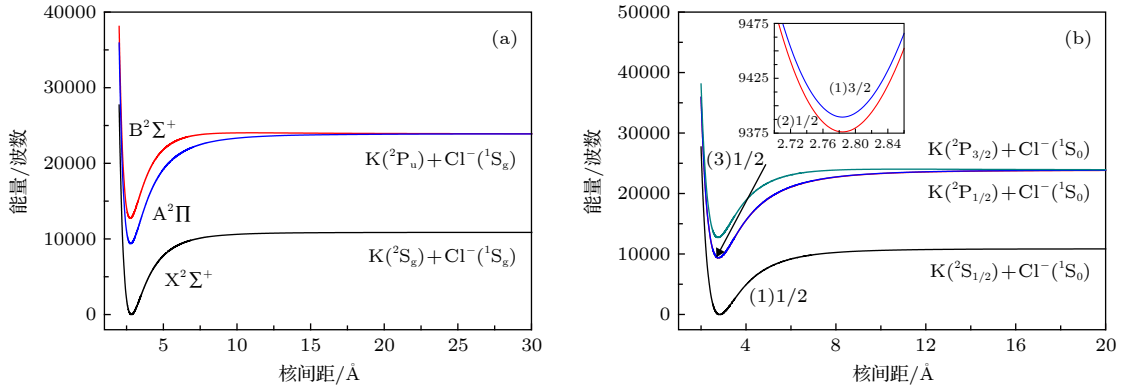 50000
40000
30000
20000
10000
0
能量/波数
(a)
B²Σ⁺
A²Π
X²Σ⁺
K(²Pᵤ)+Cl⁻(¹S_g)
K(²S_g)+Cl⁻(¹S_g)
5 10 15 20 25 30
核间距/Å
50000
40000
30000
20000
10000
0
能量/波数
(b)
9475
9425
9375
(1)3/2
(2)1/2
2.72 2.76 2.80 2.84
(3)1/2
(1)1/2
K(²P₃/₂)+Cl⁻(¹S₀)
K(²P₁/₂)+Cl⁻(¹S₀)
K(²S₁/₂)+Cl⁻(¹S₀)
4 8 12 16 20
核间距/Å